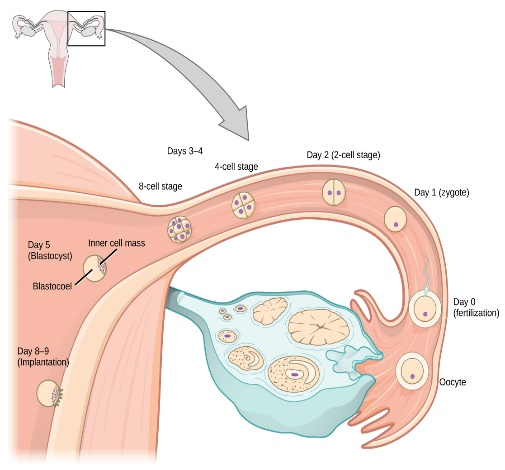 Days 3–4
Day 2 (2-cell stage)
4-cell stage
8-cell stage
Day 1 (zygote)
Day 5
(Blastocyst)
Inner cell mass
Blastocoel
Day 0
(fertilization)
Day 8–9
(Implantation)
Oocyte